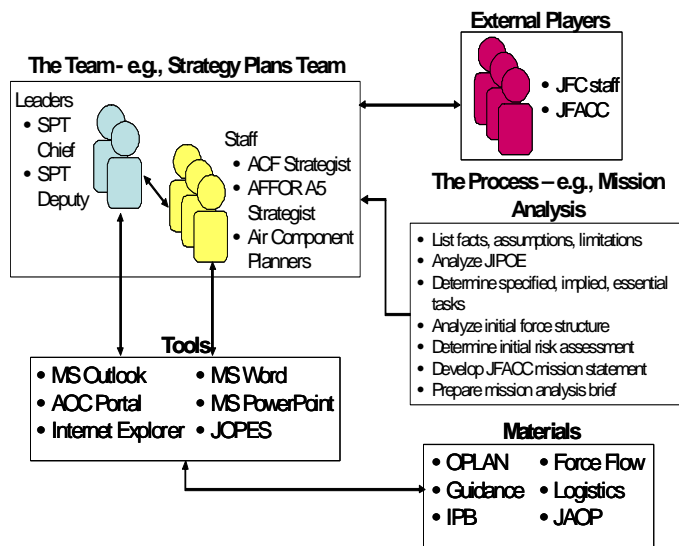 External Players
• JFC staff
• JFACC
The Team - e.g., Strategy Plans Team
Leaders
• SPT
Chief
• SPT
Deputy
Staff
• ACF Strategist
• AFFOR A5
Strategist
• Air Component
Planners
The Process – e.g., Mission
Analysis
• List facts, assumptions, limitations
• Analyze JIPOE
• Determine specified, implied, essential
tasks
• Analyze initial force structure
• Determine initial risk assessment
• Develop JFACC mission statement
• Prepare mission analysis brief
Tools
• MS Outlook
• AOC Portal
• Internet Explorer
• MS Word
• MS PowerPoint
• JOPES
Materials
• OPLAN
• Guidance
• IPB
• Force Flow
• Logistics
• JAOP